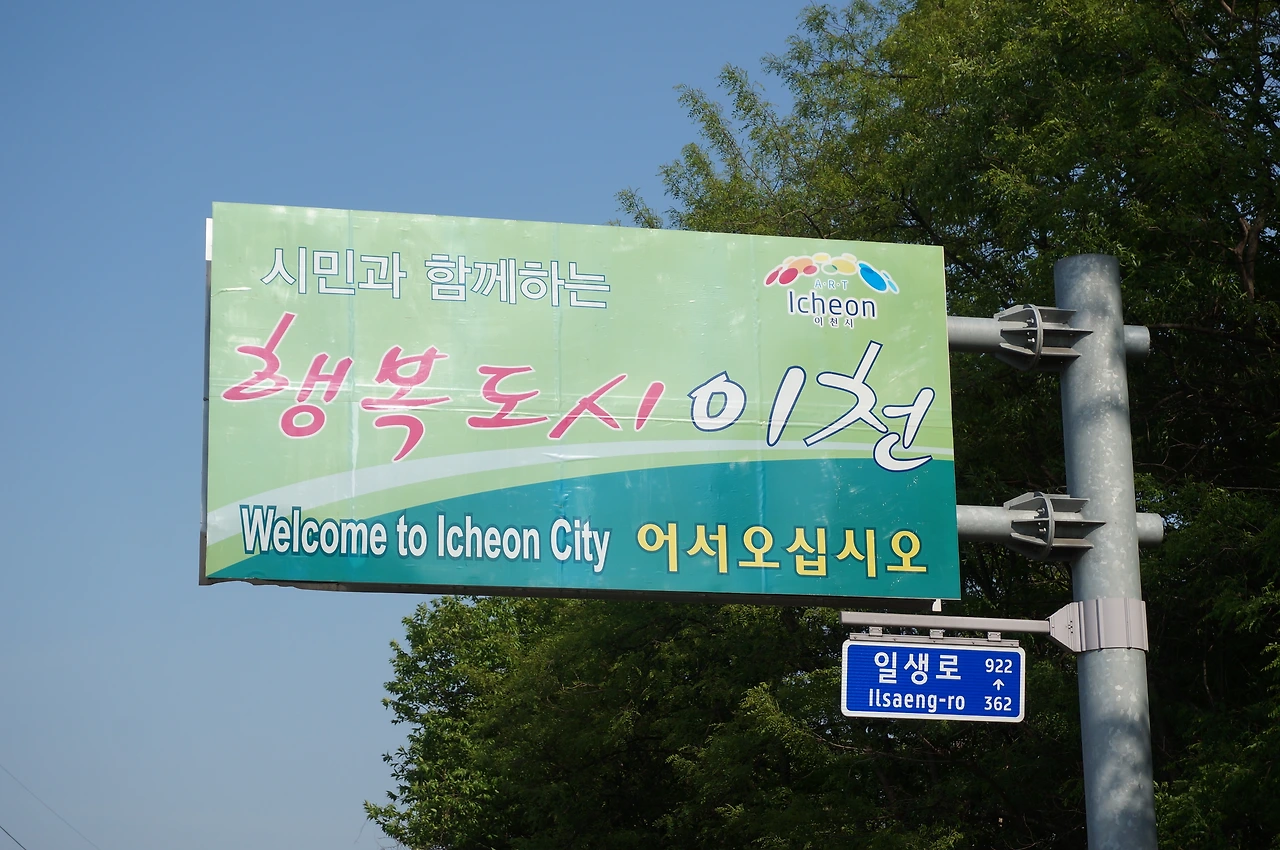 시민과 함께하는
A·R·T
Icheon
이천시
행복도시 이천
Welcome to Icheon City 어서오십시오
일생로 922
↑
Ilsaeng-ro 362